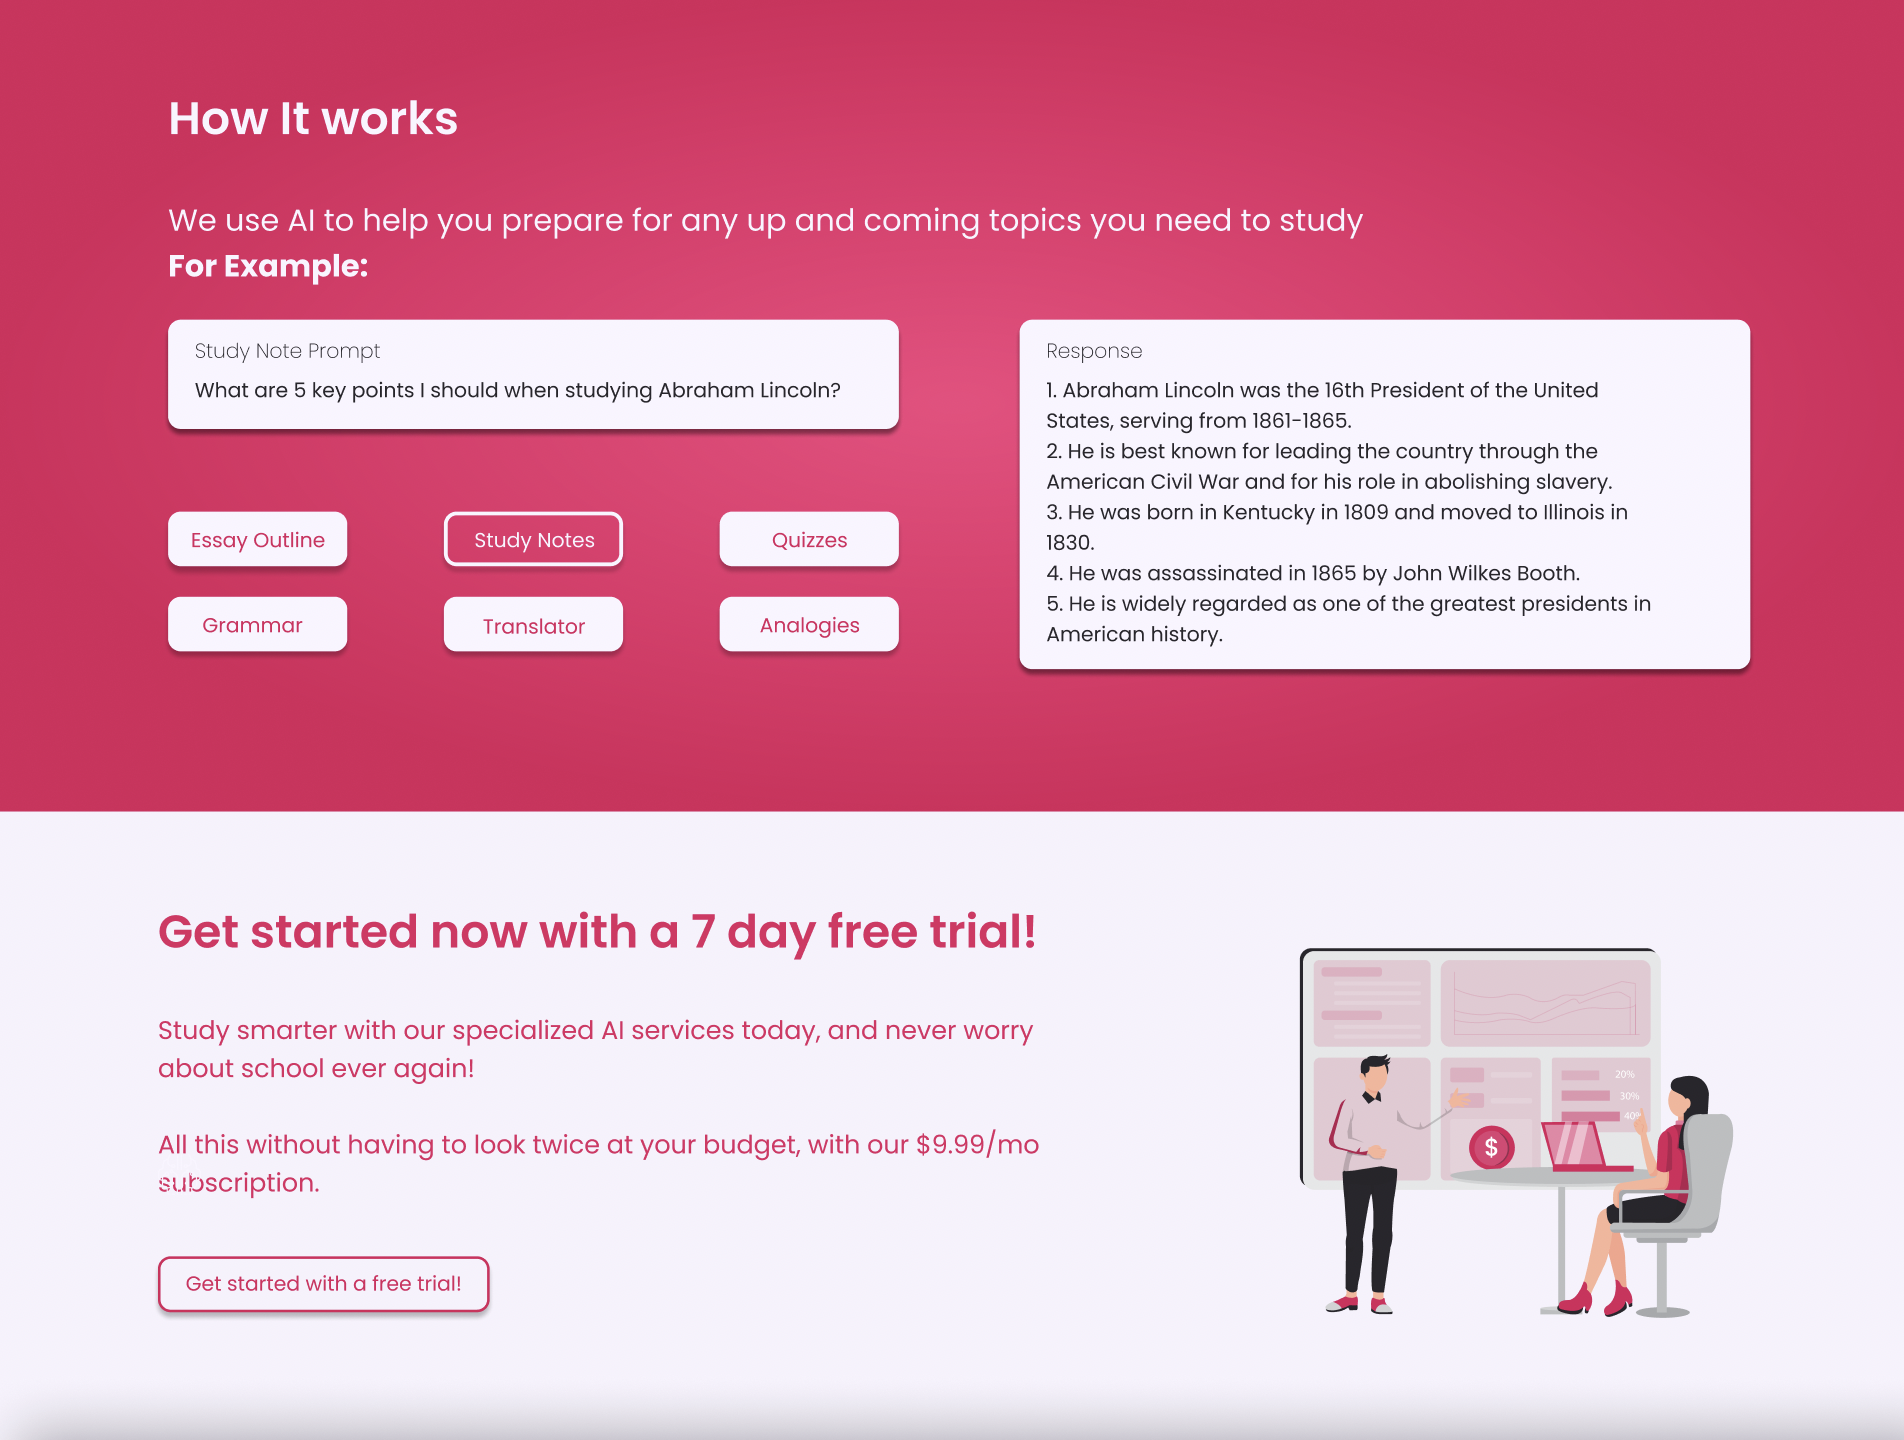 How It works
We use AI to help you prepare for any up and coming topics you need to study
For Example:
Study Note Prompt
What are 5 key points I should when studying Abraham Lincoln?
Essay Outline
Study Notes
Quizzes
Grammar
Translator
Analogies
Response
1. Abraham Lincoln was the 16th President of the United
States, serving from 1861-1865.
2. He is best known for leading the country through the
American Civil War and for his role in abolishing slavery.
3. He was born in Kentucky in 1809 and moved to Illinois in
1830.
4. He was assassinated in 1865 by John Wilkes Booth.
5. He is widely regarded as one of the greatest presidents in
American history.
Get started now with a 7 day free trial!
Study smarter with our specialized AI services today, and never worry
about school ever again!
All this without having to look twice at your budget, with our $9.99/mo
subscription.
Get started with a free trial!
20%
30%
40%
$